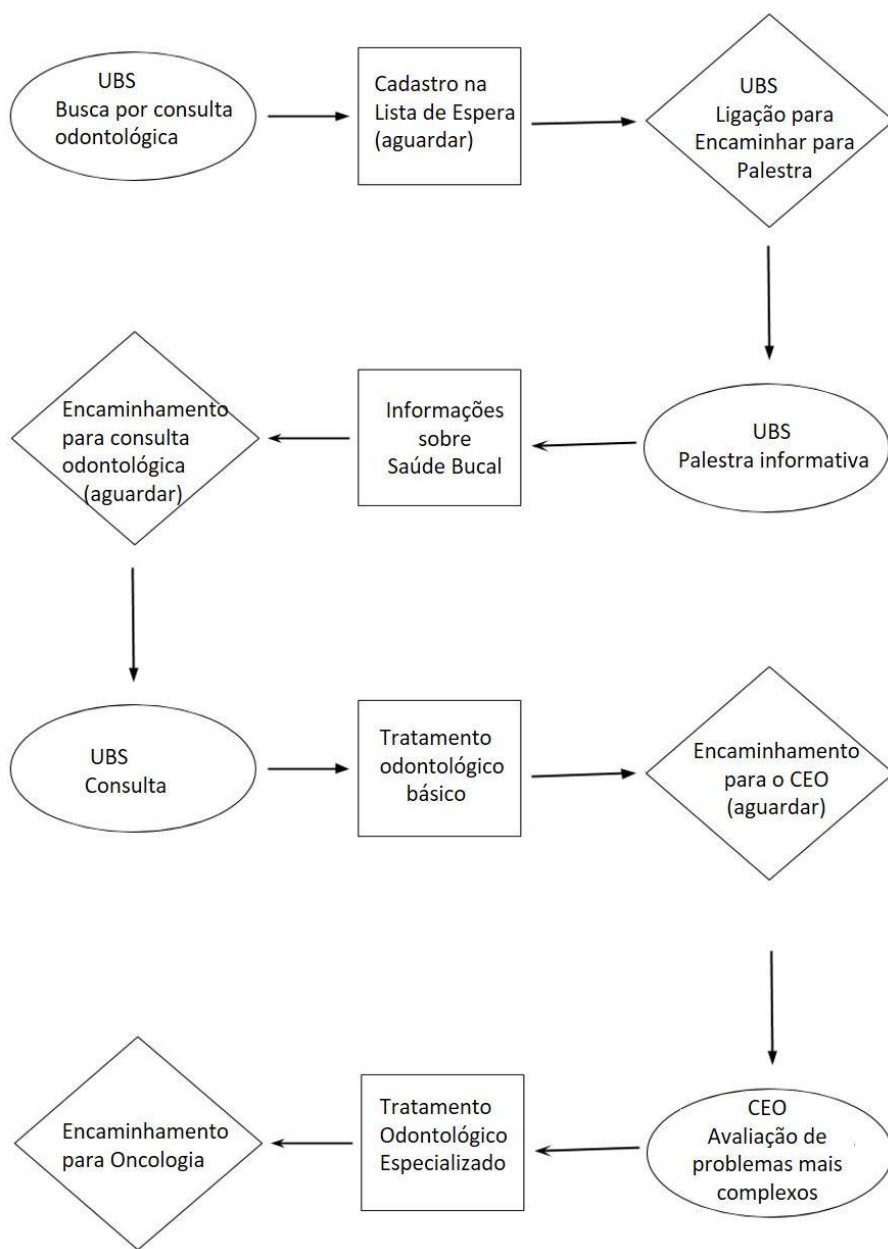 UBS
Busca por consulta
odontológica
Cadastro na
Lista de Espera
(aguardar)
UBS
Ligação para
Encaminhar para
Palestra
UBS
Palestra informativa
Informações
sobre
Saúde Bucal
Encaminhamento
para consulta
odontológica
(aguardar)
UBS
Consulta
Tratamento
odontológico
básico
Encaminhamento
para o CEO
(aguardar)
CEO
Avaliação de
problemas mais
complexos
Tratamento
Odontológico
Especializado
Encaminhamento
para Oncologia